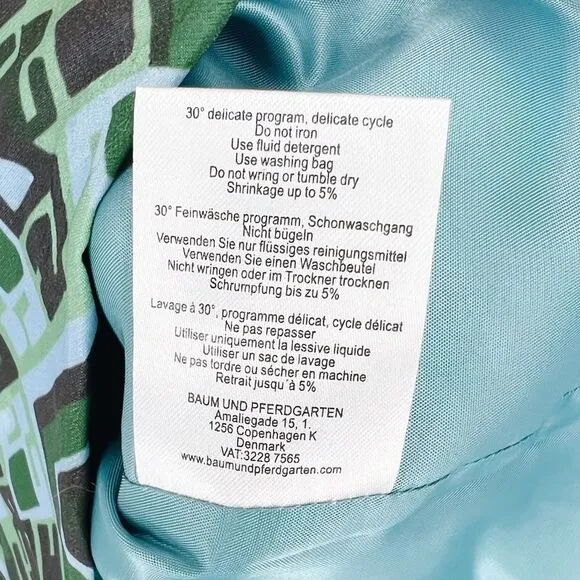 30° delicate program, delicate cycle
Do not iron
Use fluid detergent
Use washing bag
Do not wring or tumble dry
Shrinkage up to 5%
30° Feinwäsche programm, Schonwaschgang
Nicht bügeln
Verwenden Sie nur flüssiges reinigungsmittel
Verwenden Sie einen Waschbeutel
Nicht wringen oder im Trockner trocknen
Schrumpfung bis zu 5%
Lavage à 30°, programme délicat, cycle délicat
Ne pas repasser
Utiliser uniquement la lessive liquide
Utiliser un sac de lavage
Ne pas tordre ou sécher en machine
Retrait jusqu´à 5%
BAUM UND PFERDGARTEN
Amaliegade 15, 1.
1256 Copenhagen K
Denmark
VAT:3228 7565
www.baumundpferdgarten.com